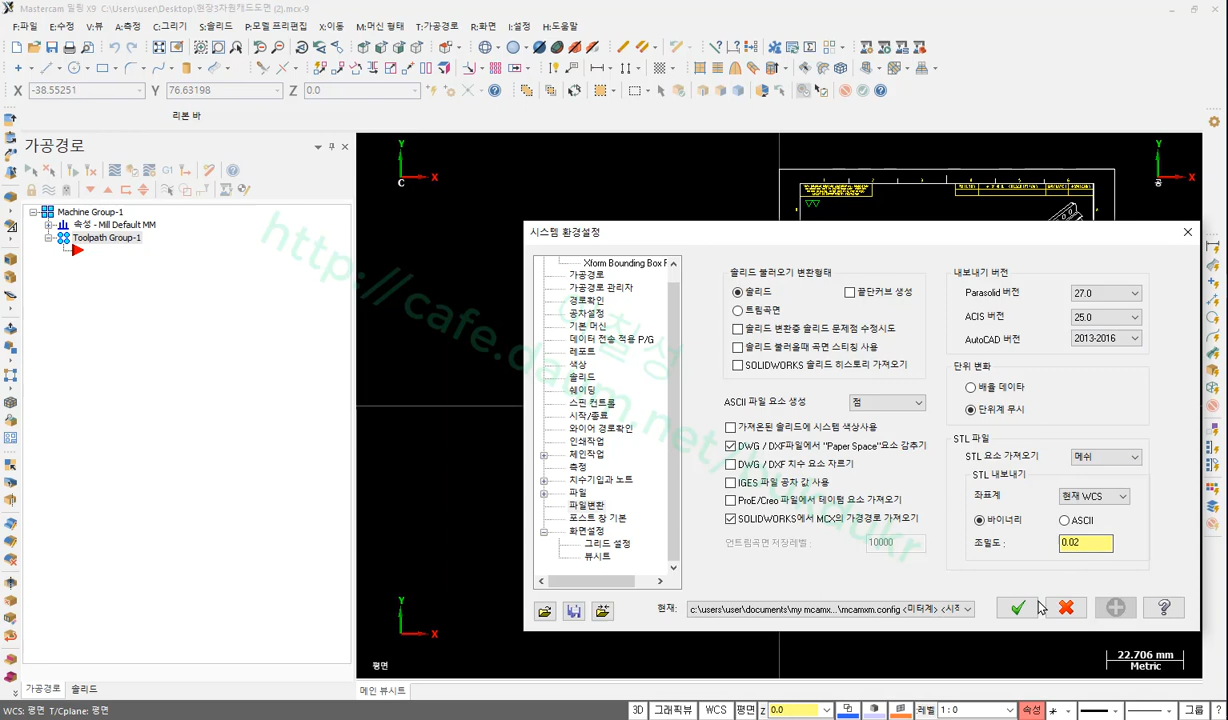 Mastercam 밀링 X9 C:\Users\user\Desktop\현장3차원캐드도면 (2).mcx-9
F:파일 E:수정 V:뷰 A:측정 C:그리기 S:솔리드 P:모델 프리편집 X:이동 M:머신 형태 T:가공경로 R:화면 I:설정 H:도움말
X -38.55251 Y 76.63198 Z 0.0
리본 바
가공경로
G1
Machine Group-1
속성 - Mill Default MM
Toolpath Group-1
가공경로 솔리드
Y X C
Y X 공
시스템 환경설정
Xform Bounding Box F
가공경로
가공경로 관리자
경로확인
공차설정
기본 머신
데이터 전송 적용 P/G
레포트
색상
솔리드
쉐이딩
스핀 컨트롤
시작/종료
와이어 경로확인
인쇄작업
체인작업
측정
치수기입과 노트
파일
파일변환
포스트 창 기본
화면설정
그리드 설정
뷰시트
솔리드 불러오기 변환형태
솔리드 끝단커브 생성
트림곡면
솔리드 변환중 솔리드 문제점 수정시도
솔리드 불러올때 곡면 스티칭 사용
SOLIDWORKS 솔리드 히스토리 가져오기
ASCII 파일 요소 생성 점
가져온된 솔리드에 시스템 색상사용
DWG / DXF파일에서 "Paper Space"요소 감추기
DWG / DXF 치수 요소 자르기
IGES 파일 공차 값 사용
ProE/Creo 파일에서 데이텀 요소 가져오기
SOLIDWORKS에서 MCX의 가경경로 가져오기
언트림곡면 저장레벨 : 10000
내보내기 버전
Parasolid 버전 27.0
ACIS 버전 25.0
AutoCAD 버전 2013-2016
단위 변화
배율 데이타
단위계 무시
STL 파일
STL 요소 가져오기 메쉬
STL 내보내기
좌표계 현재 WCS
바이너리 ASCII
조밀도 : 0.02
현재: c:\users\user\documents\my mcamx...\mcamxm.config <미터계> <시작
http://cafe.daum.net/bukdukr
Y X
평면
22.706 mm
Metric
메인 뷰시트
WCS: 평면 T/Cplane: 평면
3D 그래픽뷰 WCS 평면 Z 0.0 레벨 1 : 0 속성 그룹 ?